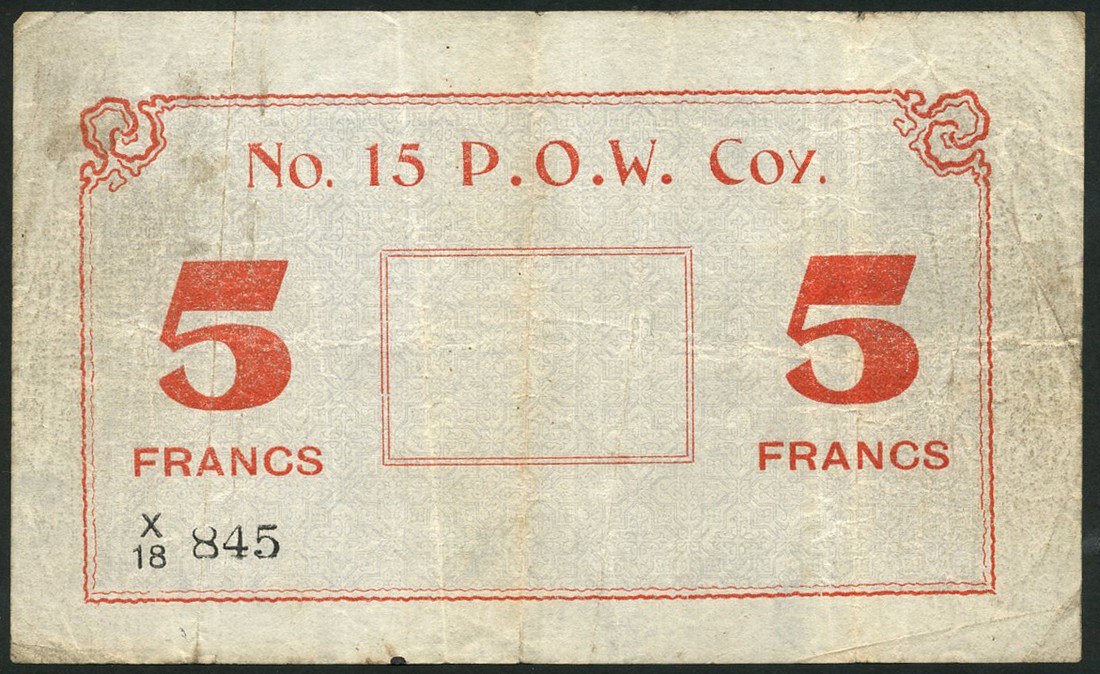 No. 15 P.O.W. Coy.
5 5
FRANCS FRANCS
X
18 845